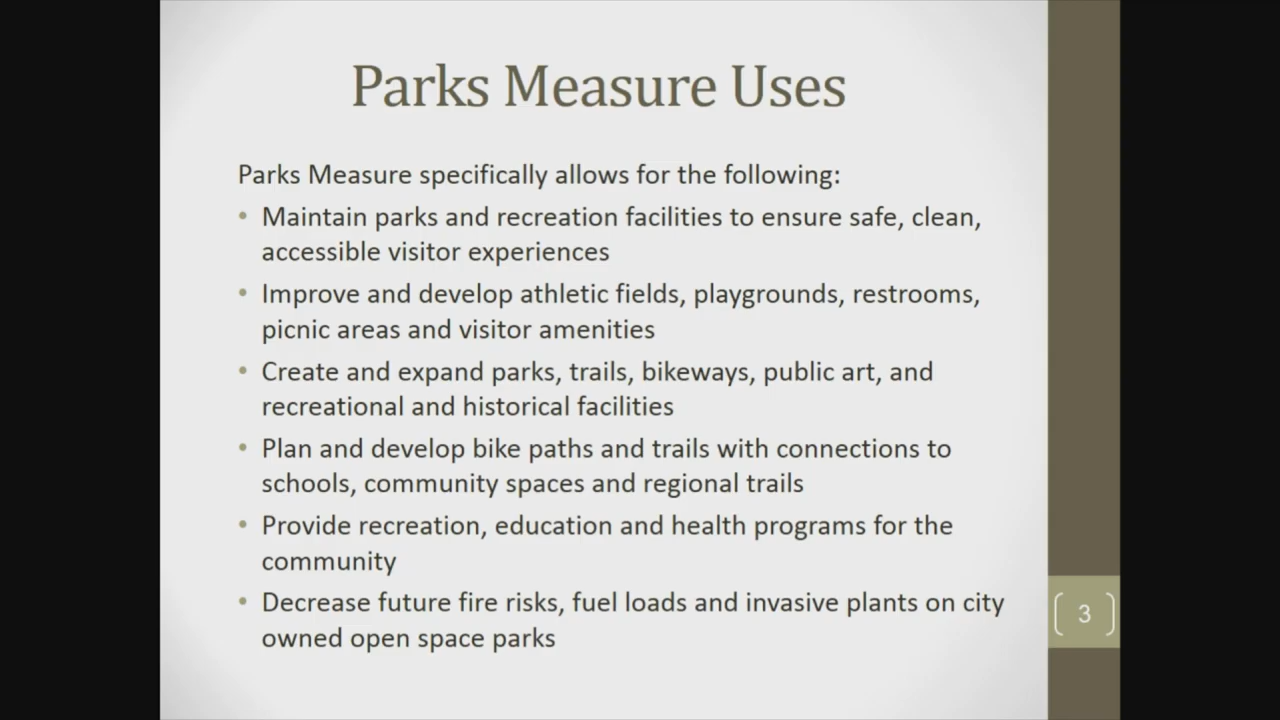 Parks Measure Uses
Parks Measure specifically allows for the following:
• Maintain parks and recreation facilities to ensure safe, clean,
accessible visitor experiences
• Improve and develop athletic fields, playgrounds, restrooms,
picnic areas and visitor amenities
• Create and expand parks, trails, bikeways, public art, and
recreational and historical facilities
• Plan and develop bike paths and trails with connections to
schools, community spaces and regional trails
• Provide recreation, education and health programs for the
community
• Decrease future fire risks, fuel loads and invasive plants on city
owned open space parks
3